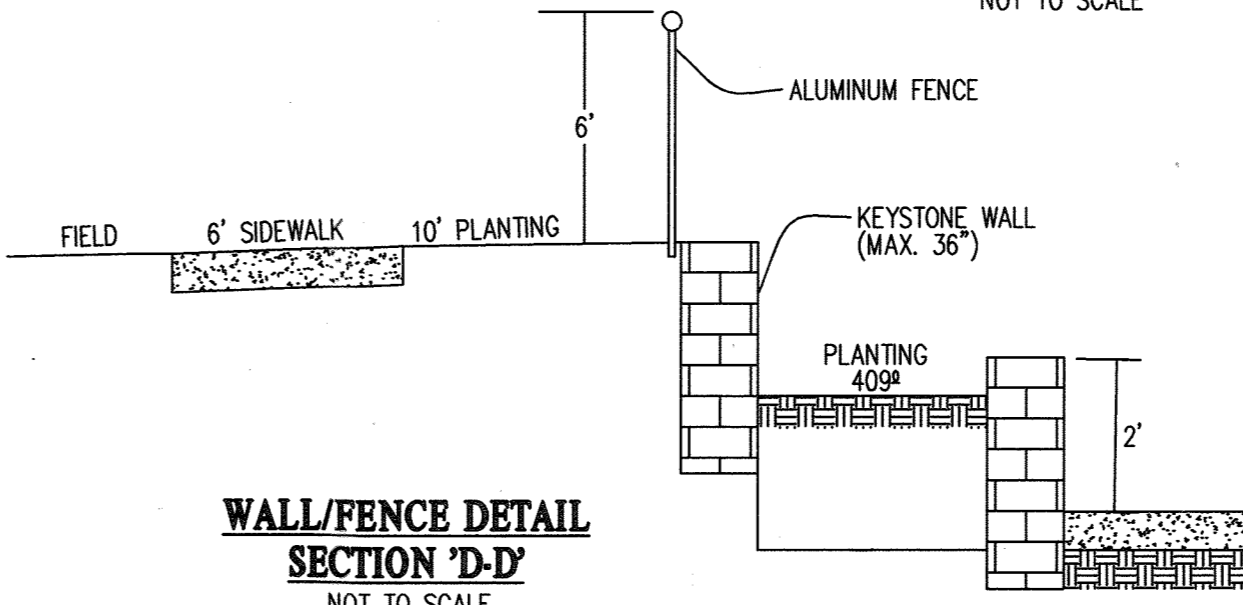 NOT TO SCALE
ALUMINUM FENCE
6'
KEYSTONE WALL
(MAX. 36")
FIELD
6' SIDEWALK
10' PLANTING
PLANTING
409º
2'
WALL/FENCE DETAIL
SECTION 'D-D'
NOT TO SCALE